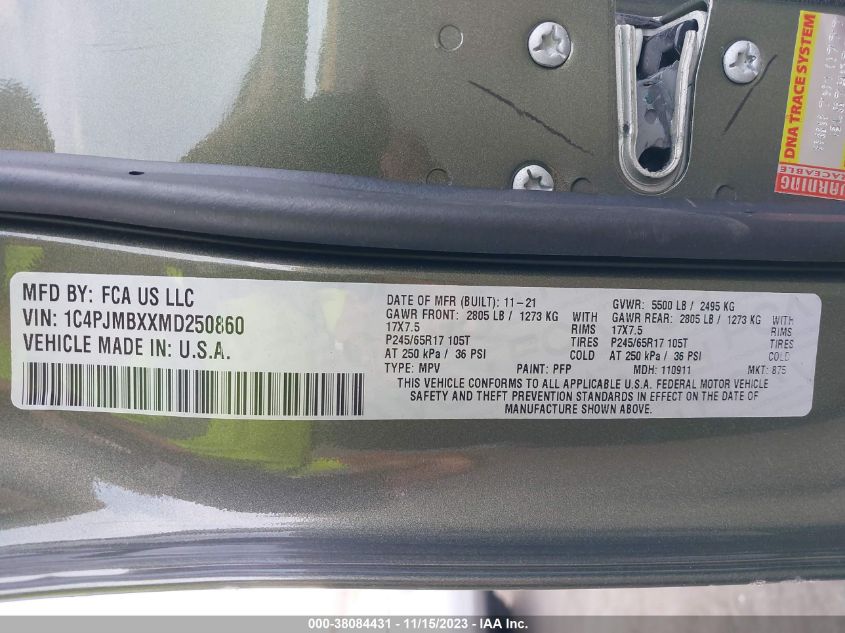 DNA TRACE SYSTEM
WARNING
TRACEABLE
MFD BY: FCA US LLC
VIN: 1C4PJMBXXMD250860
VEHICLE MADE IN: U.S.A.
DATE OF MFR (BUILT): 11-21
GAWR FRONT: 2805 LB / 1273 KG WITH
17X7.5 RIMS
P245/65R17 105T TIRES
AT 250 kPa / 36 PSI COLD
TYPE: MPV
GVWR: 5500 LB / 2495 KG
GAWR REAR: 2805 LB / 1273 KG WITH
17X7.5 RIMS
P245/65R17 105T TIRES
AT 250 kPa / 36 PSI COLD
PAINT: PFP MDH: 110911 MKT: 875
THIS VEHICLE CONFORMS TO ALL APPLICABLE U.S.A. FEDERAL MOTOR VEHICLE
SAFETY AND THEFT PREVENTION STANDARDS IN EFFECT ON THE DATE OF
MANUFACTURE SHOWN ABOVE.
000-38084431 - 11/15/2023 - IAA Inc.